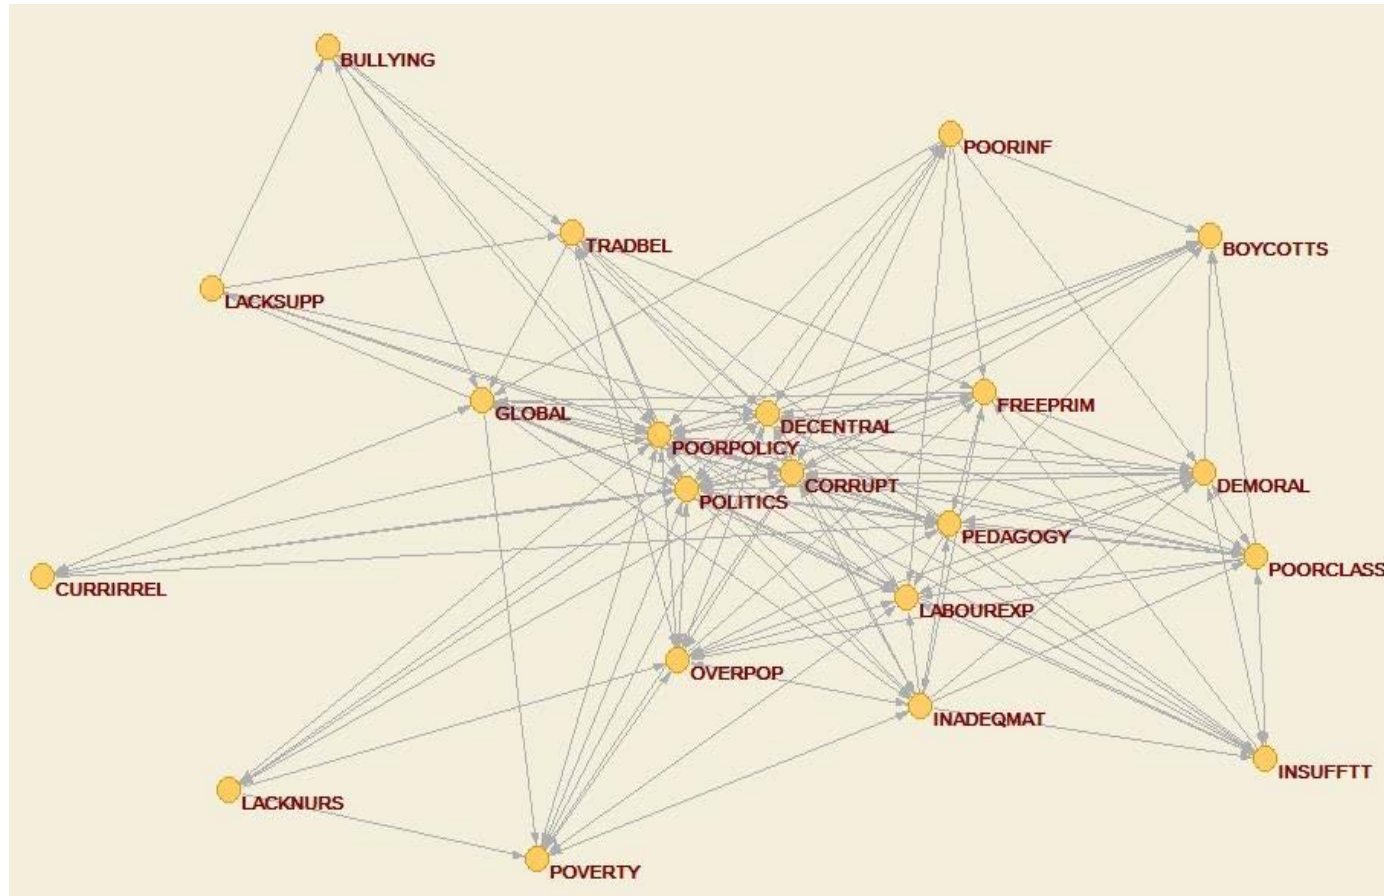 BULLYING
POORINF
TRADBEL
BOYCOTTS
LACKSUPP
GLOBAL
FREEPRIM
DECENTRAL
POORPOLICY
CORRUPT
DEMORAL
POLITICS
PEDAGOGY
POORCLASS
CURRIRREL
LABOUREXP
OVERPOP
INADEQMAT
INSUFFTT
LACKNURS
POVERTY